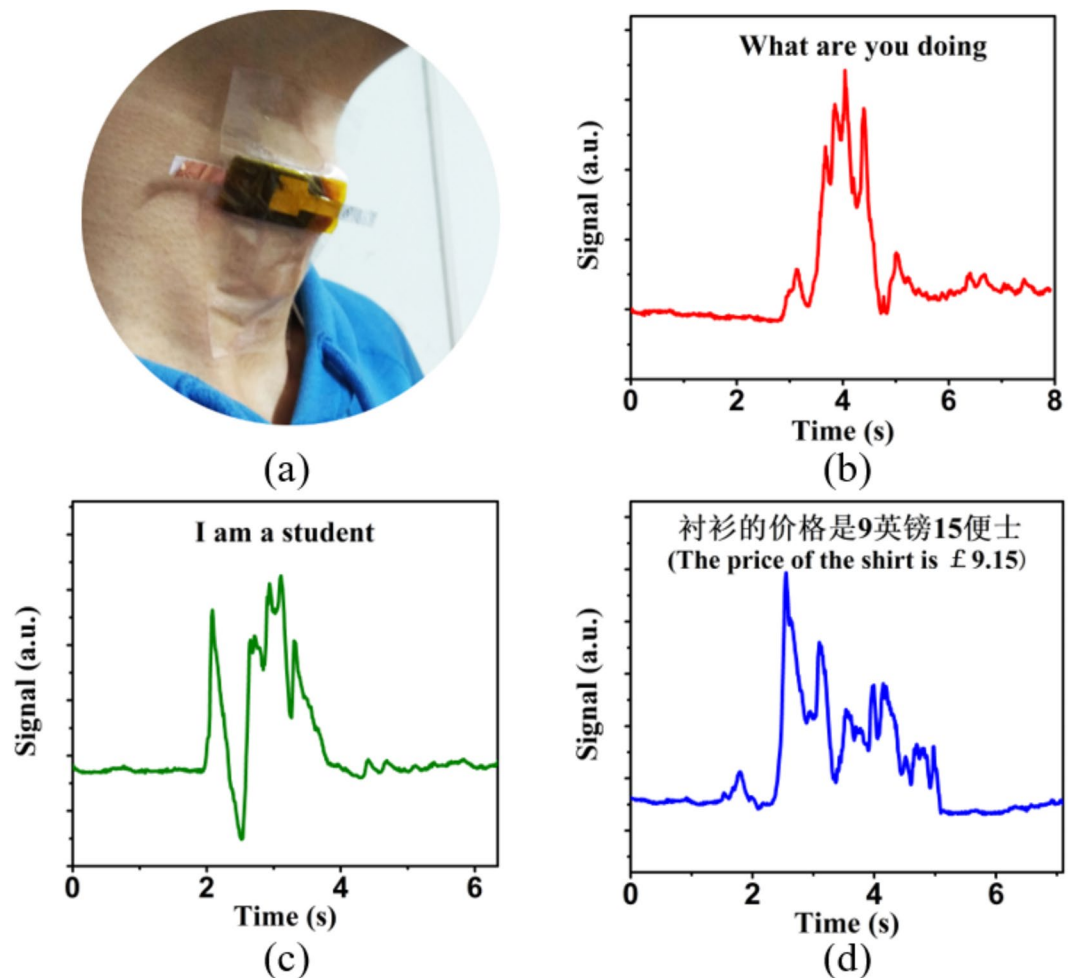 (a)
What are you doing
Signal (a.u.)
0 2 4 6 8
Time (s)
(b)
I am a student
Signal (a.u.)
0 2 4 6
Time (s)
(c)
衬衫的价格是9英镑15便士
(The price of the shirt is £9.15)
Signal (a.u.)
0 2 4 6
Time (s)
(d)